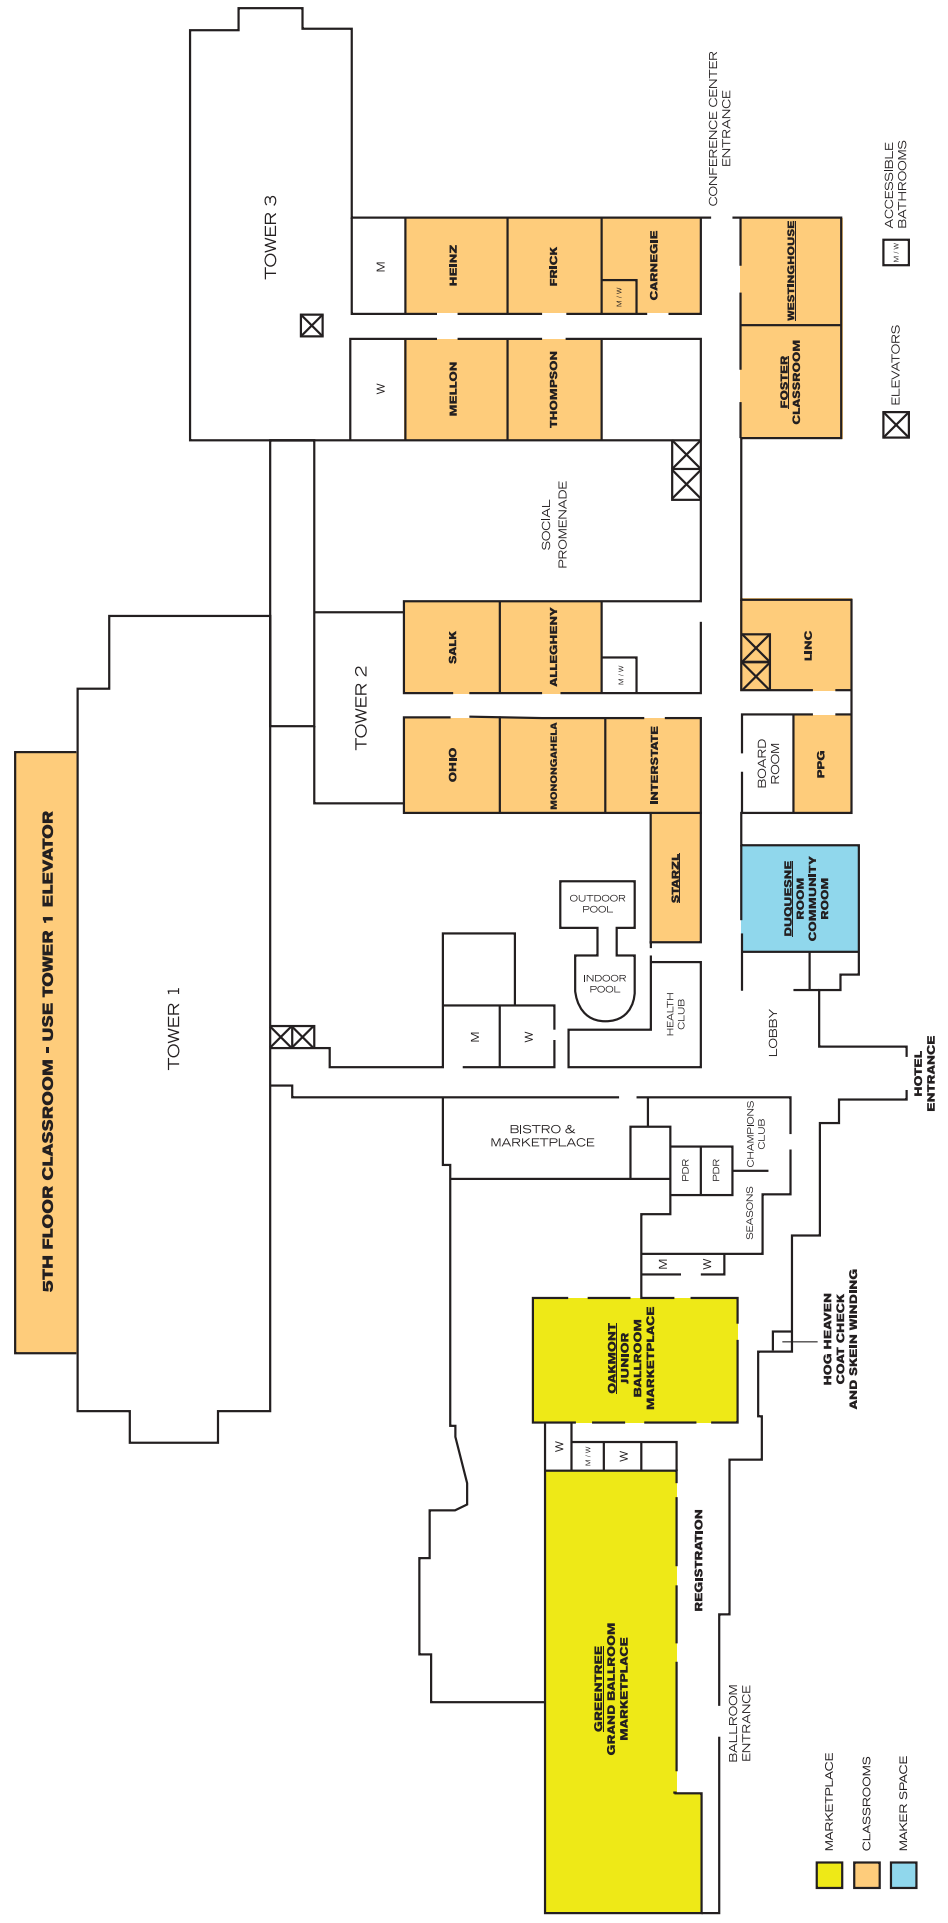 5TH FLOOR CLASSROOM - USE TOWER 1 ELEVATOR
TOWER 1
TOWER 2
TOWER 3
M
W
HEINZ
FRICK
CARNEGIE
M / W
MELLON
THOMPSON
CONFERENCE CENTER
ENTRANCE
WESTINGHOUSE
FOSTER
CLASSROOM
SOCIAL
PROMENADE
SALK
ALLEGHENY
M / W
LINC
OHIO
MONONGAHELA
INTERSTATE
BOARD
ROOM
PPG
STARZL
DUQUESNE
ROOM
COMMUNITY
ROOM
OUTDOOR
POOL
INDOOR
POOL
HEALTH
CLUB
M
W
LOBBY
HOTEL
ENTRANCE
BISTRO &
MARKETPLACE
PDR
PDR
CHAMPIONS
CLUB
SEASONS
M
W
OAKMONT
JUNIOR
BALLROOM
MARKETPLACE
HOG HEAVEN
COAT CHECK
AND SKEIN WINDING
W
M / W
W
REGISTRATION
GREENTREE
GRAND BALLROOM
MARKETPLACE
BALLROOM
ENTRANCE
MARKETPLACE
CLASSROOMS
MAKER SPACE
ELEVATORS
M / W
ACCESSIBLE
BATHROOMS